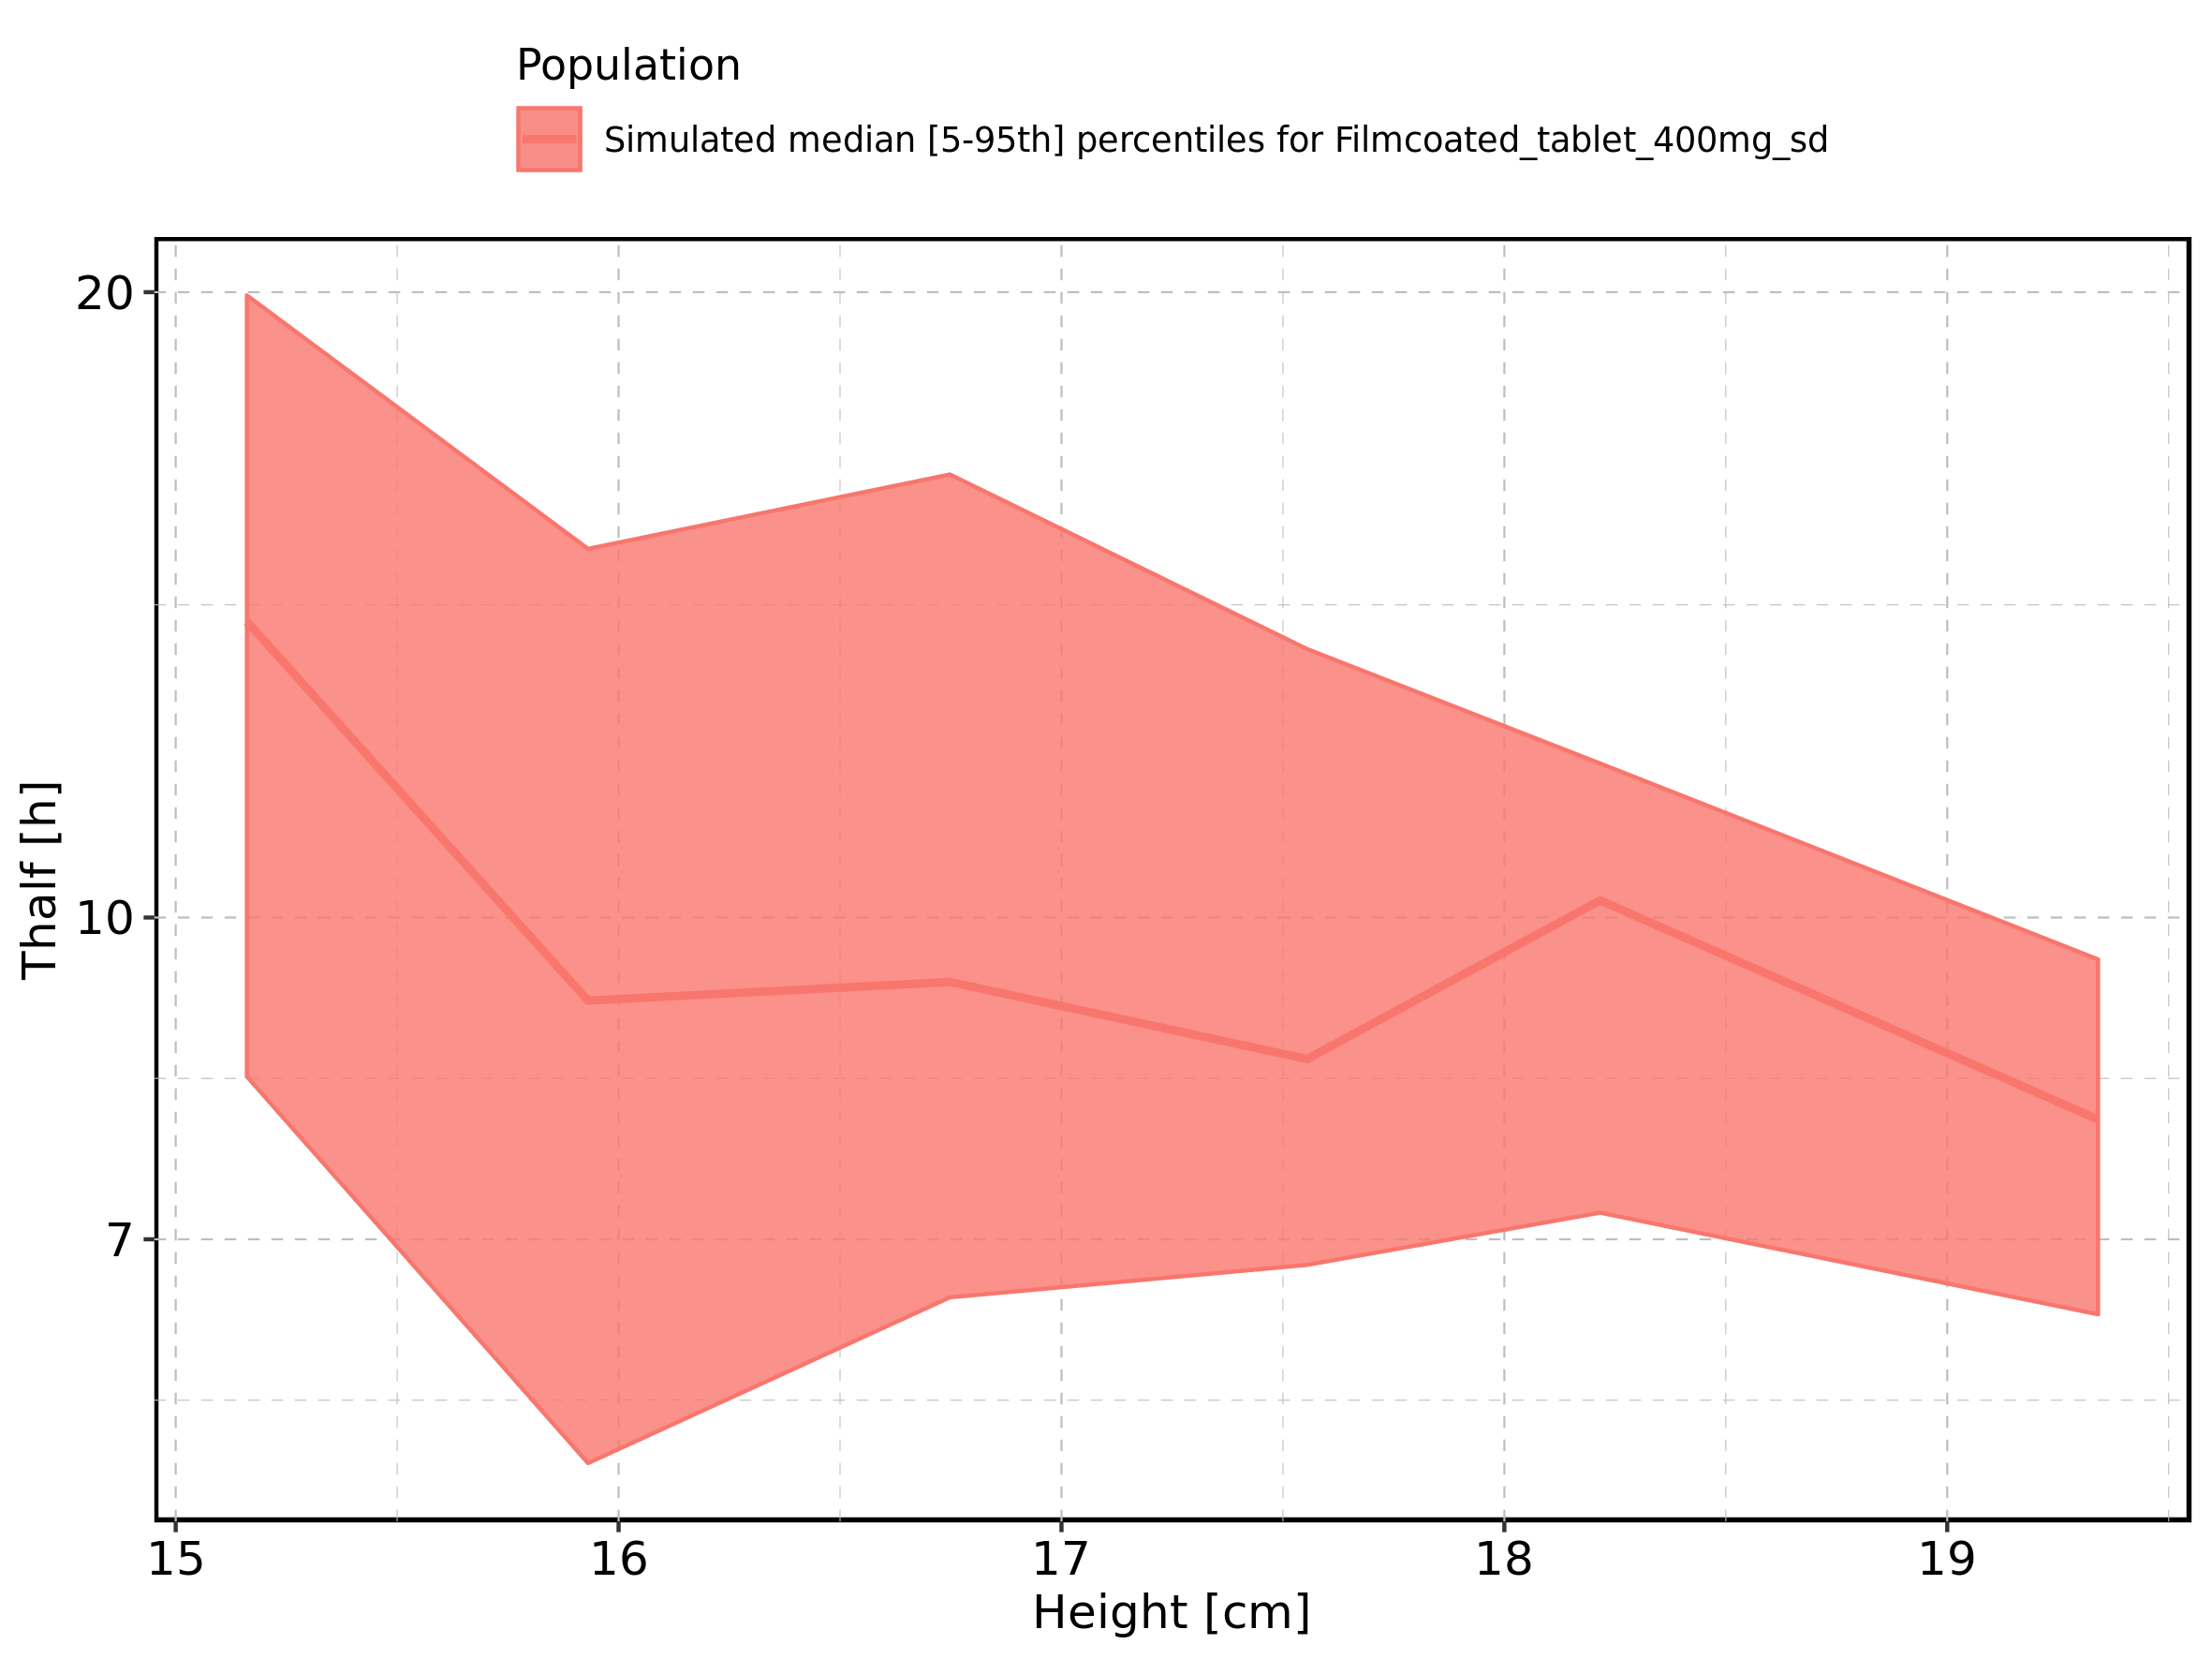 Population
Simulated median [5-95th] percentiles for Filmcoated_tablet_400mg_sd
20
10
7
Thalf [h]
15 16 17 18 19
Height [cm]